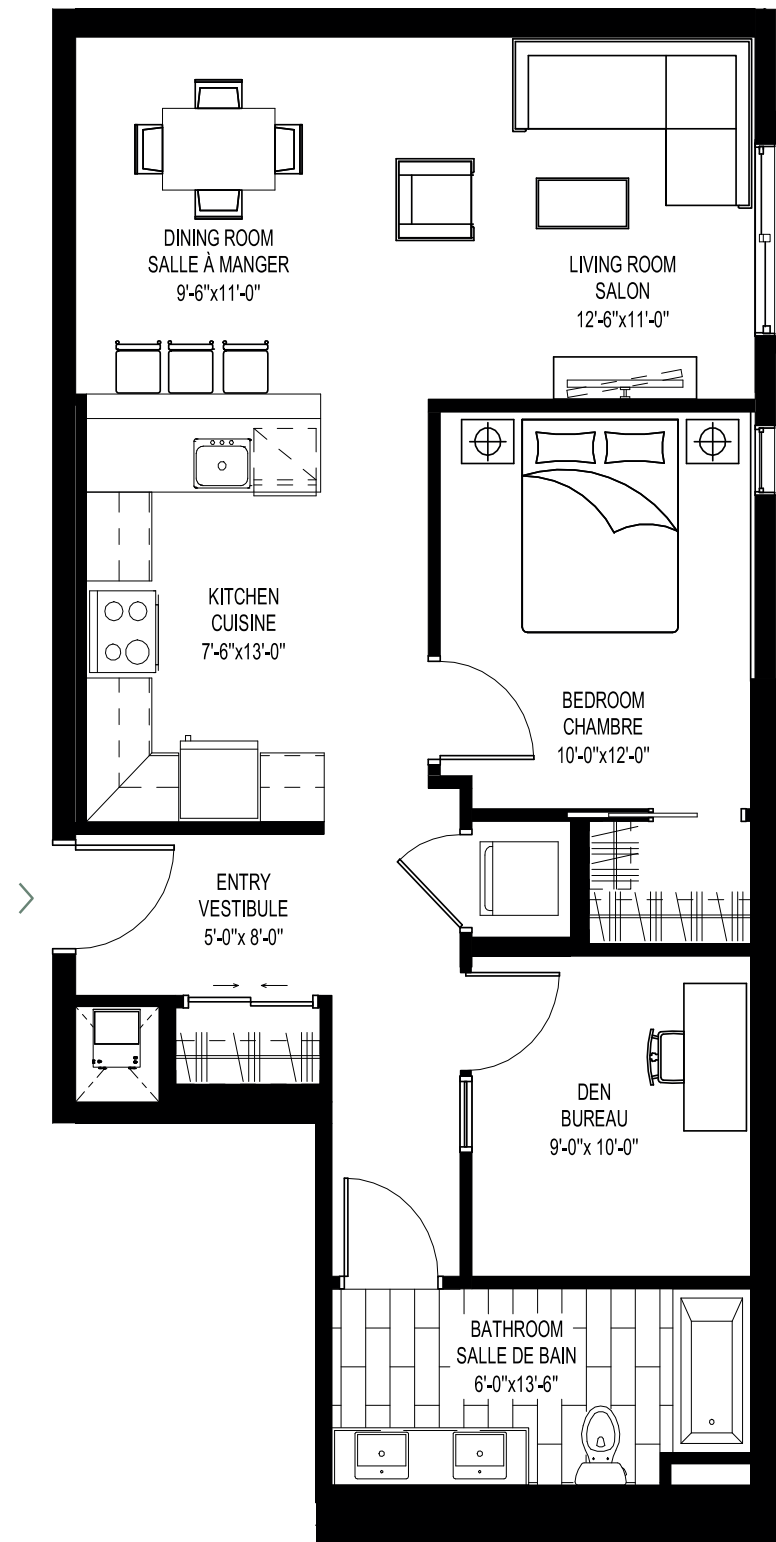 DINING ROOM
SALLE À MANGER
9'-6"x11'-0"
LIVING ROOM
SALON
12'-6"x11'-0"
KITCHEN
CUISINE
7'-6"x13'-0"
BEDROOM
CHAMBRE
10'-0"x12'-0"
ENTRY
VESTIBULE
5'-0"x 8'-0"
DEN
BUREAU
9'-0"x 10'-0"
BATHROOM
SALLE DE BAIN
6'-0"x13'-6"